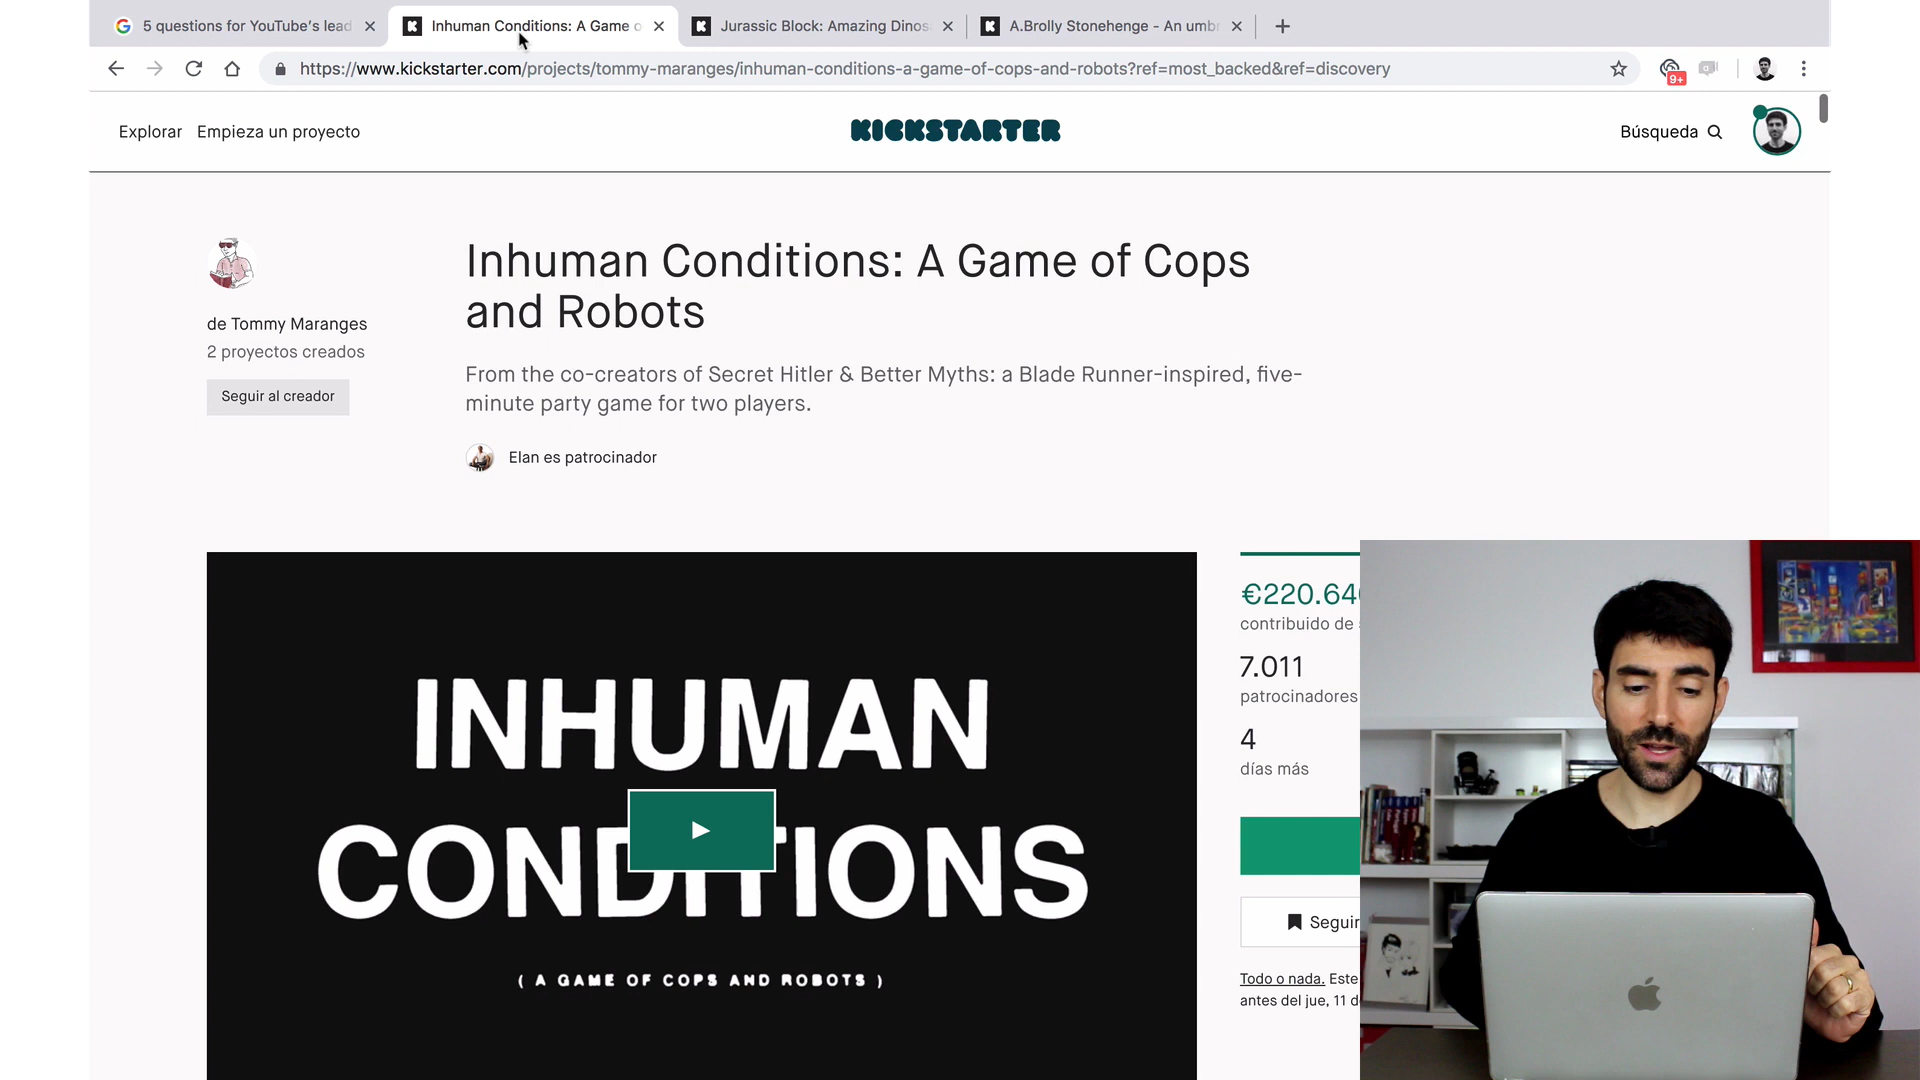 5 questions for YouTube's lead
Inhuman Conditions: A Game o
Jurassic Block: Amazing Dinos
A.Brolly Stonehenge - An umbr
https://www.kickstarter.com/projects/tommy-maranges/inhuman-conditions-a-game-of-cops-and-robots?ref=most_backed&ref=discovery
9+
Explorar
Empieza un proyecto
KICKSTARTER
Búsqueda
Inhuman Conditions: A Game of Cops
and Robots
de Tommy Maranges
2 proyectos creados
Seguir al creador
From the co-creators of Secret Hitler & Better Myths: a Blade Runner-inspired, five-
minute party game for two players.
Elan es patrocinador
INHUMAN
CONDITIONS
( A GAME OF COPS AND ROBOTS )
€220.64
contribuido de
7.011
patrocinadores
4
días más
Seguir
Todo o nada. Este
antes del jue, 11 d